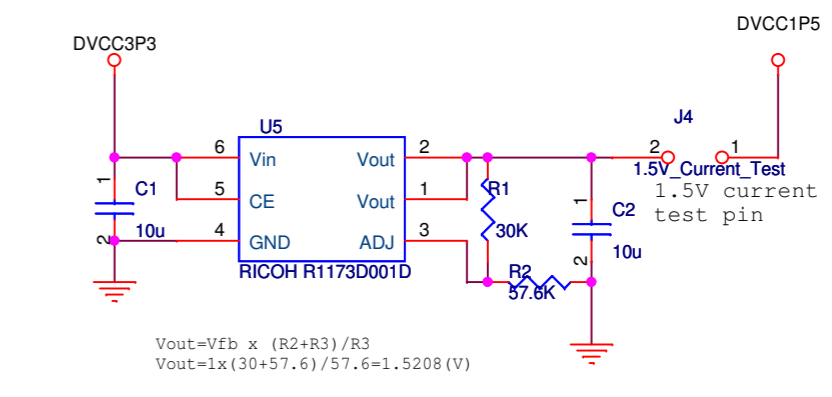 DVCC1P5
DVCC3P3
J4
U5
6
Vin
Vout
2
2
1
1.5V_Current_Test
1
C1
5
CE
Vout
1
R1
1.5V current
test pin
1
C2
10u
2
4
GND
ADJ
3
30K
10u
2
RICOH R1173D001D
R2
57.6K
Vout=Vfb x (R2+R3)/R3
Vout=1x(30+57.6)/57.6=1.5208(V)